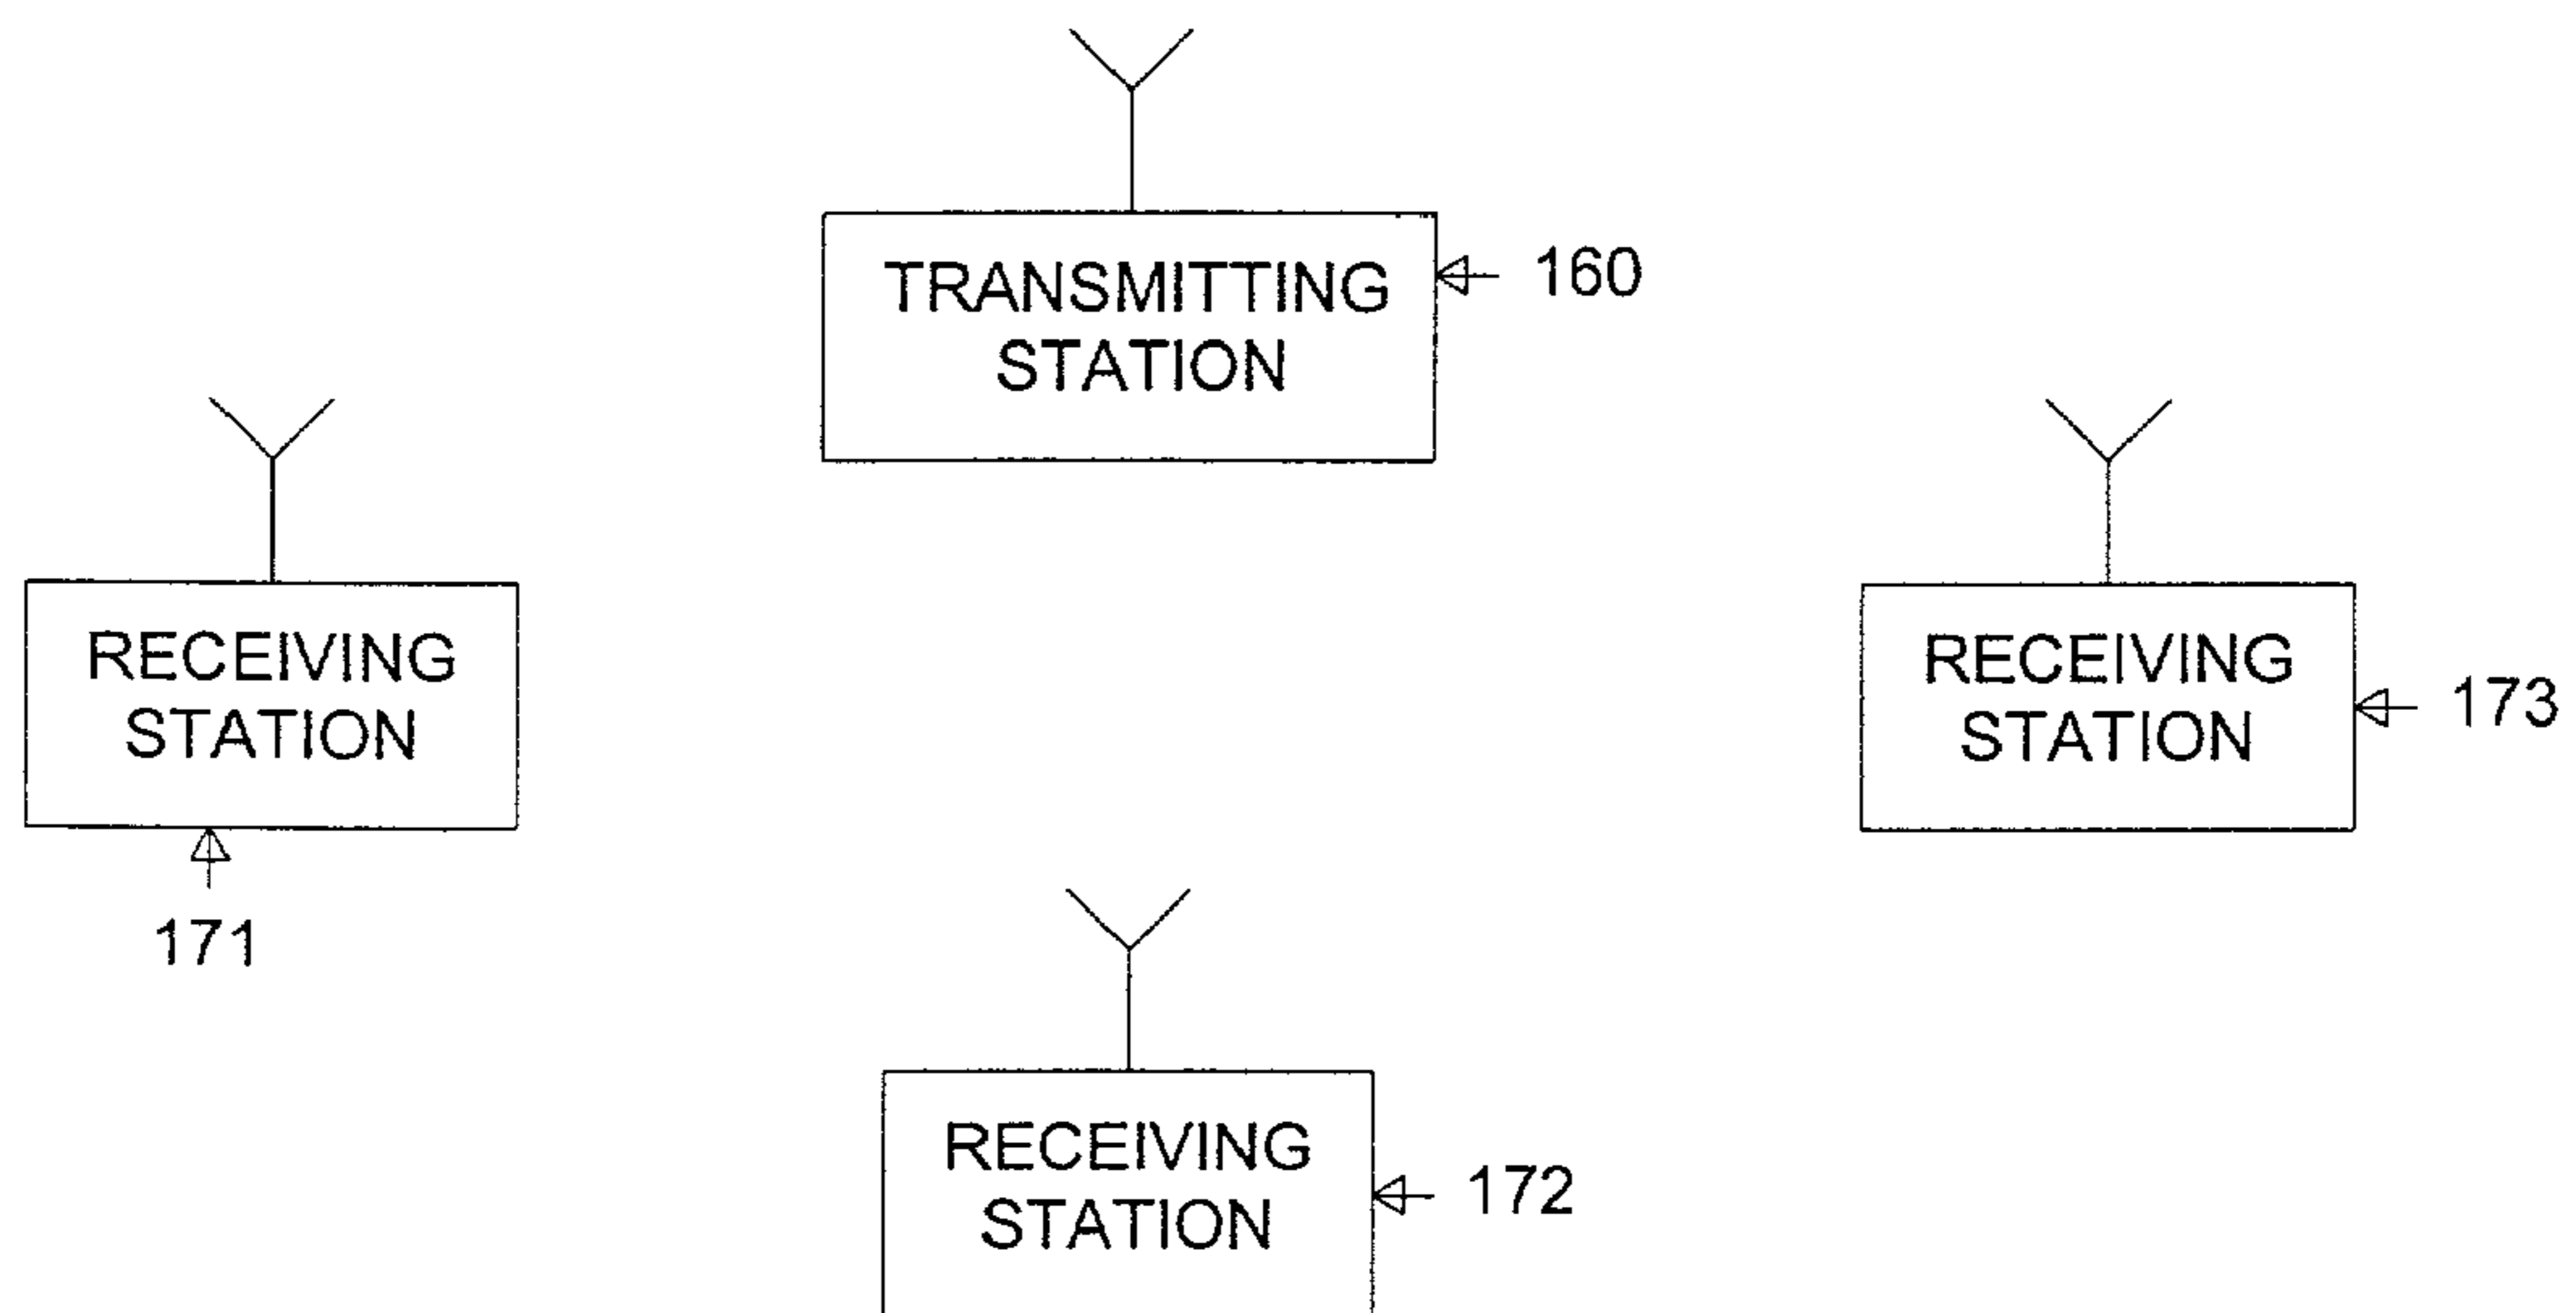 TRANSMITTING
STATION
160
RECEIVING
STATION
171
RECEIVING
STATION
173
RECEIVING
STATION
172